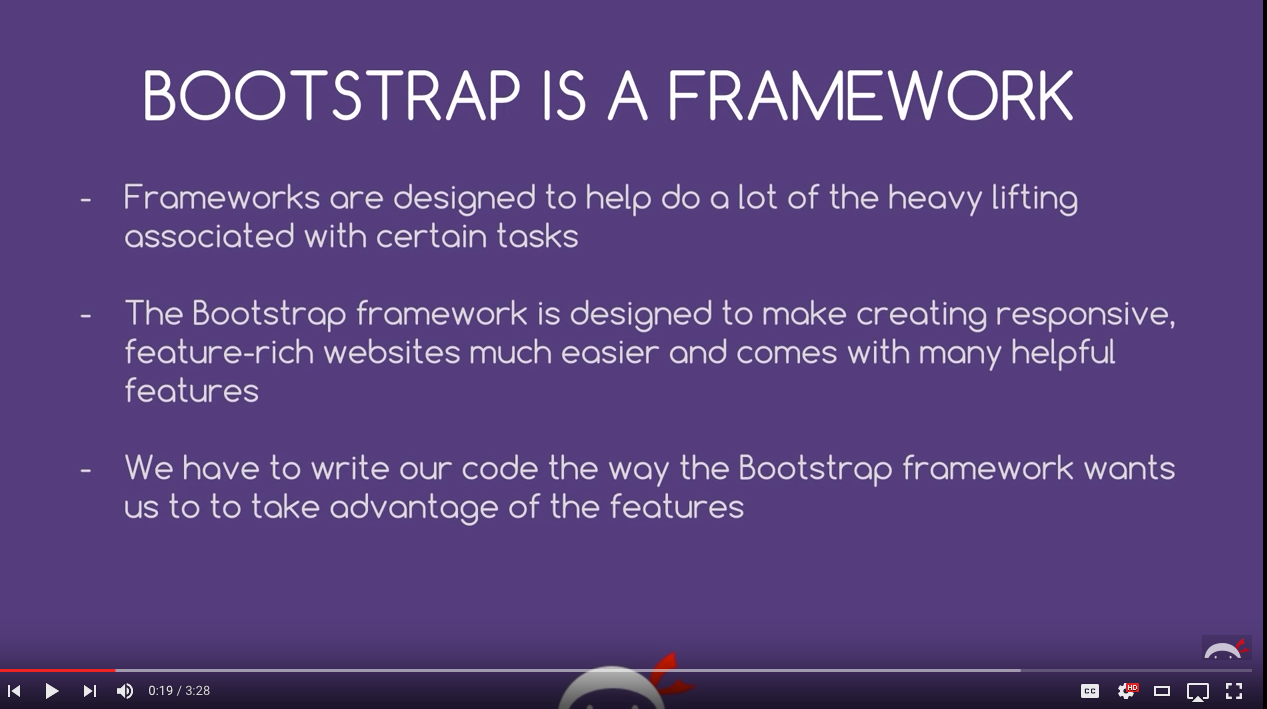 BOOTSTRAP IS A FRAMEWORK
- Frameworks are designed to help do a lot of the heavy lifting
associated with certain tasks
- The Bootstrap framework is designed to make creating responsive,
feature-rich websites much easier and comes with many helpful
features
- We have to write our code the way the Bootstrap framework wants
us to to take advantage of the features
0:19 / 3:28
CC
HD